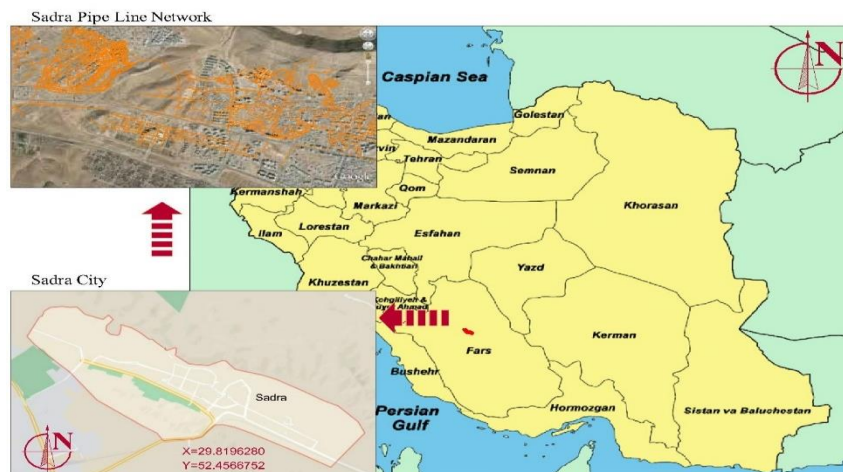 Sadra Pipe Line Network
Google
N
Caspian Sea
Golestan
Mazandaran
Tehran
Semnan
Qom
Kermanshah
Markazi
Khorasan
Lorestan
Ilam
Esfahan
Chahar Mahall
& Bakhtiari
Yazd
Khuzestan
Sadra City
Kerman
Fars
Bushehr
Sadra
Hormozgan
Sistan va Baluchestan
Persian
Gulf
N
X=29.8196280
Y=52.4566752